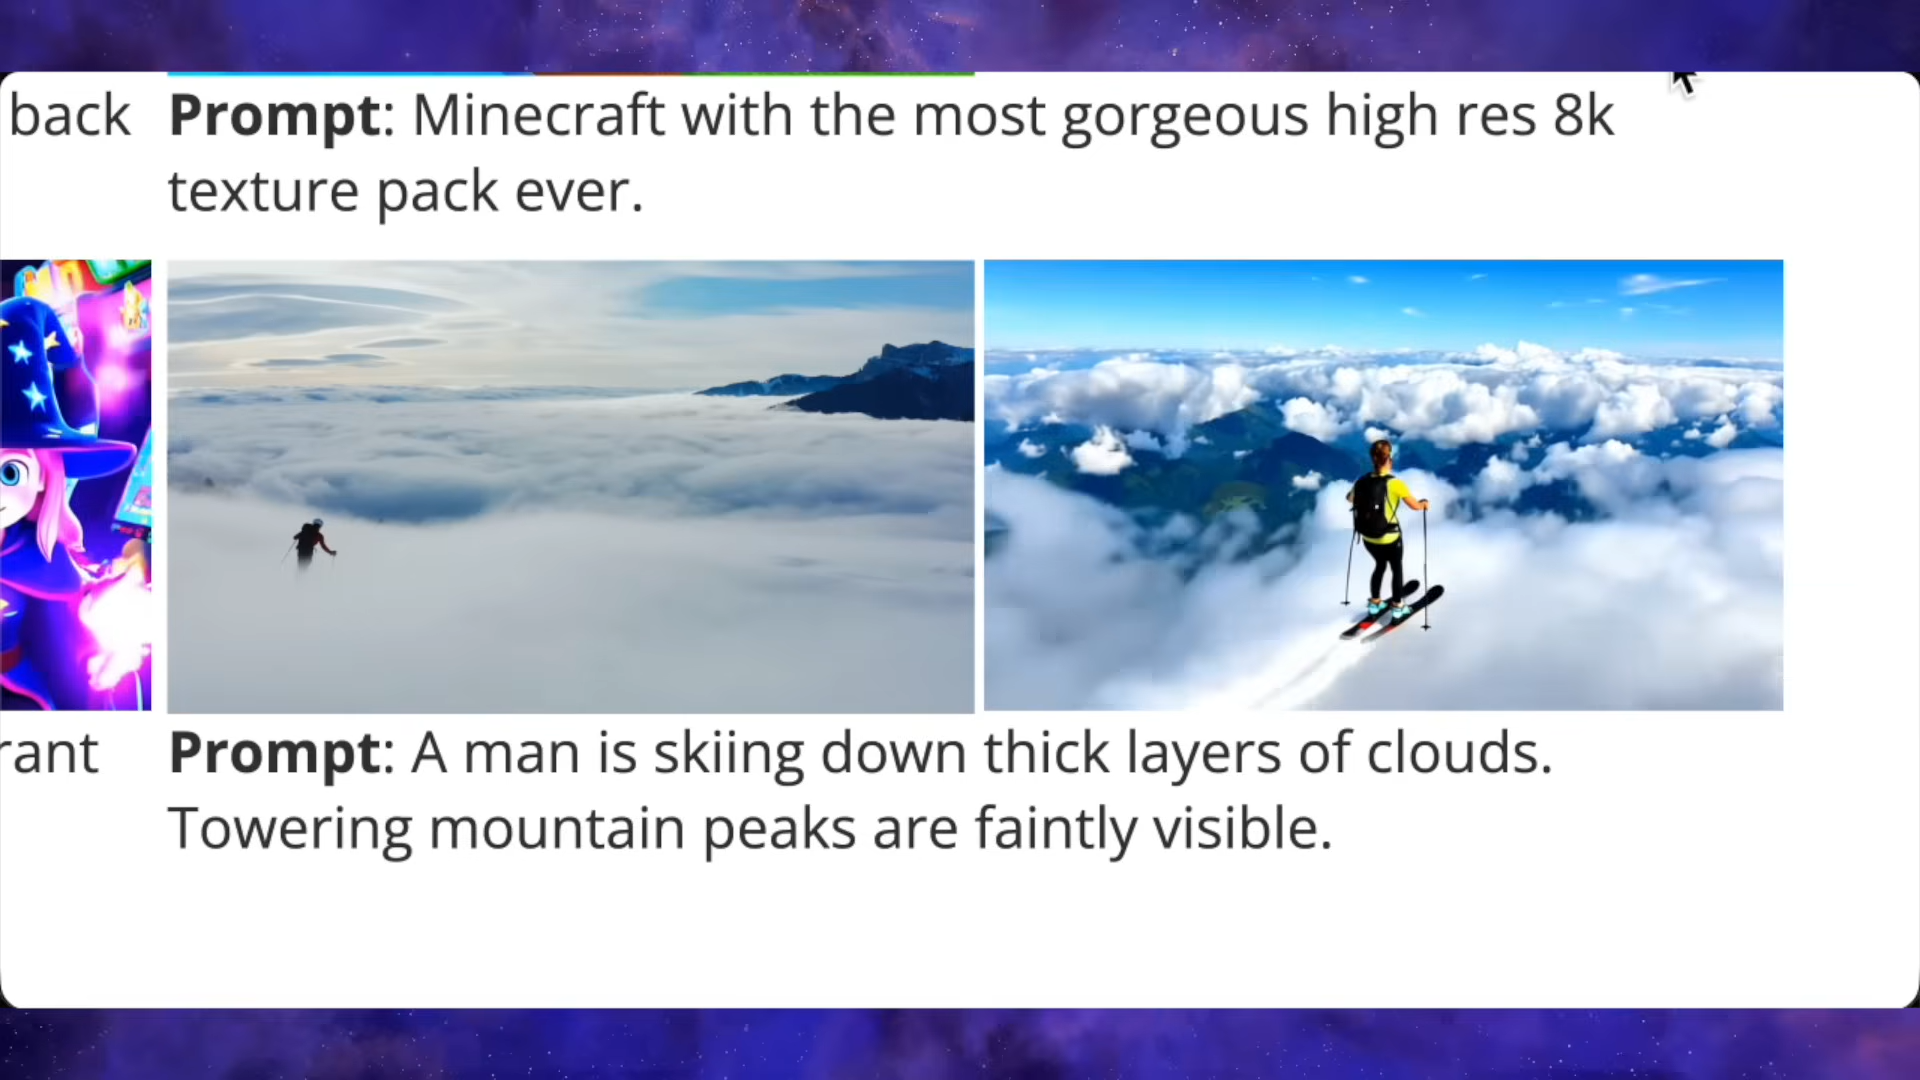 back
Prompt: Minecraft with the most gorgeous high res 8k
texture pack ever.
rant
Prompt: A man is skiing down thick layers of clouds.
Towering mountain peaks are faintly visible.